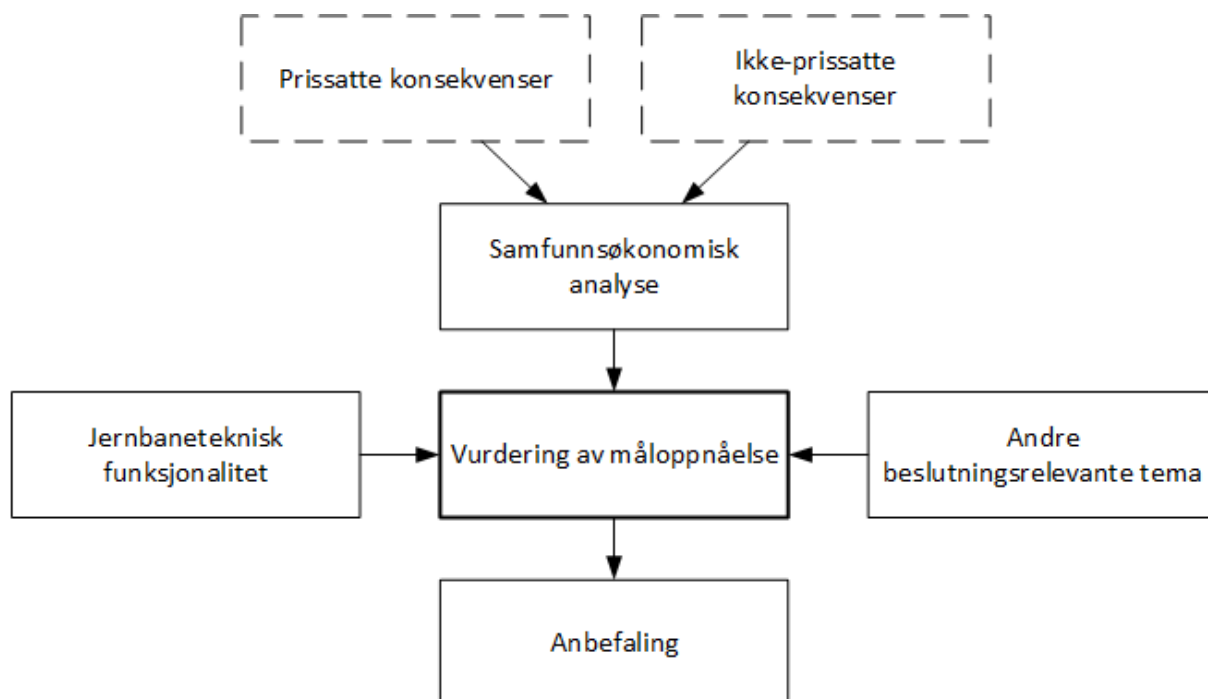 Prissatte konsekvenser
Ikke-prissatte
konsekvenser
Samfunnsøkonomisk
analyse
Jernbaneteknisk
funksjonalitet
Vurdering av måloppnåelse
Andre
beslutningsrelevante tema
Anbefaling